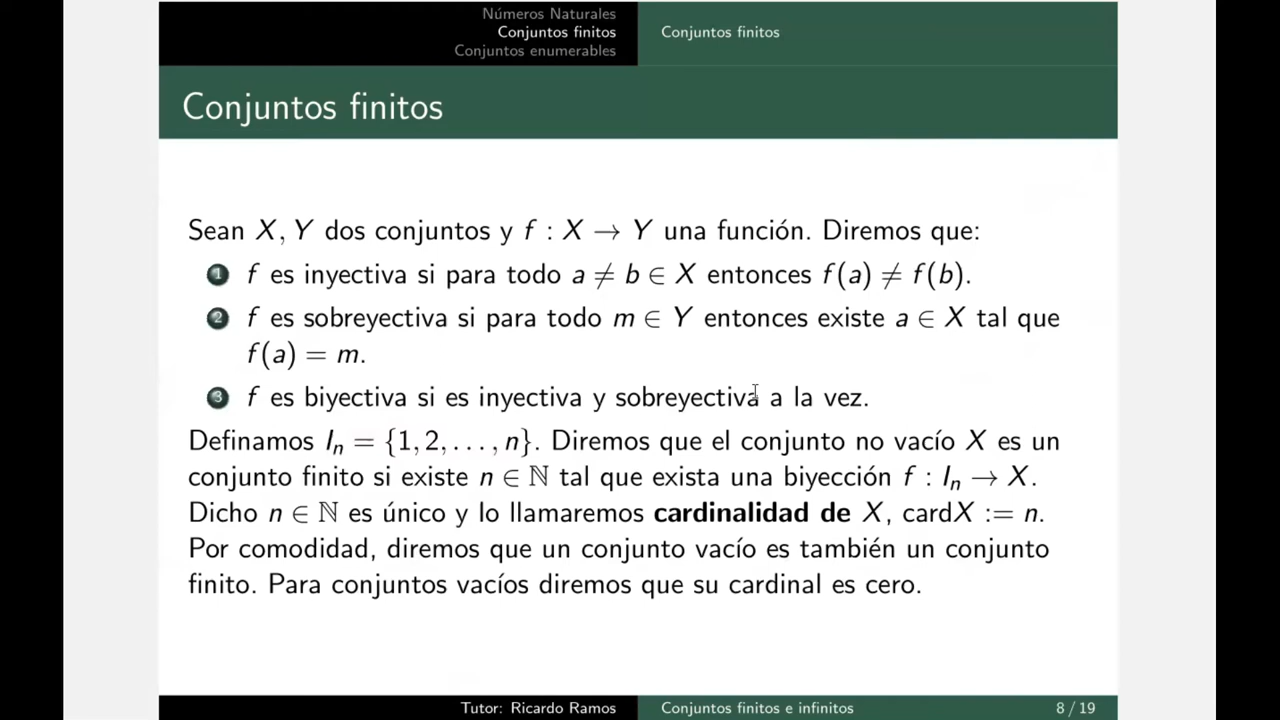 Números Naturales
Conjuntos finitos
Conjuntos enumerables
Conjuntos finitos
Conjuntos finitos
Sean X, Y dos conjuntos y f : X → Y una función. Diremos que:
1 f es inyectiva si para todo a ≠ b ∈ X entonces f(a) ≠ f(b).
2 f es sobreyectiva si para todo m ∈ Y entonces existe a ∈ X tal que
f(a) = m.
3 f es biyectiva si es inyectiva y sobreyectiva a la vez.
Definamos Iₙ = {1, 2, . . . , n}. Diremos que el conjunto no vacío X es un
conjunto finito si existe n ∈ ℕ tal que exista una biyección f : Iₙ → X.
Dicho n ∈ ℕ es único y lo llamaremos cardinalidad de X, cardX := n.
Por comodidad, diremos que un conjunto vacío es también un conjunto
finito. Para conjuntos vacíos diremos que su cardinal es cero.
Tutor: Ricardo Ramos
Conjuntos finitos e infinitos
8 / 19